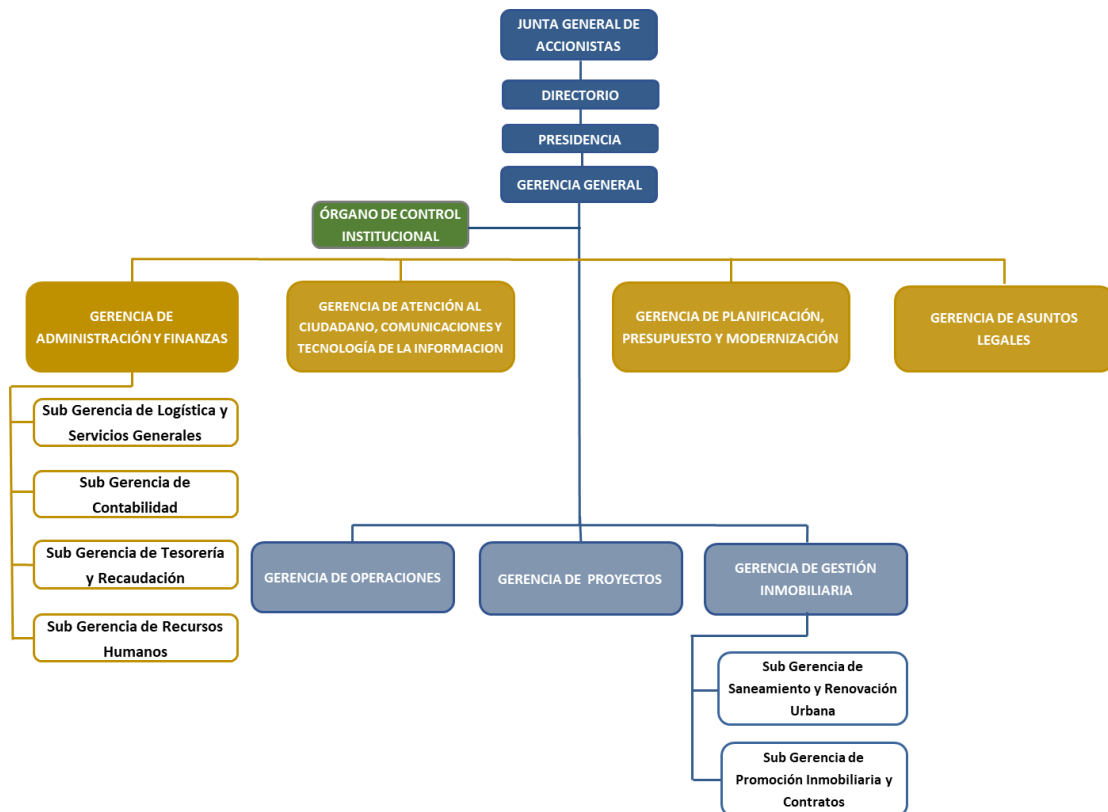 JUNTA GENERAL DE
ACCIONISTAS
DIRECTORIO
PRESIDENCIA
GERENCIA GENERAL
ÓRGANO DE CONTROL
INSTITUCIONAL
GERENCIA DE
ADMINISTRACIÓN Y FINANZAS
GERENCIA DE ATENCIÓN AL
CIUDADANO, COMUNICACIONES Y
TECNOLOGÍA DE LA INFORMACION
GERENCIA DE PLANIFICACIÓN,
PRESUPUESTO Y MODERNIZACIÓN
GERENCIA DE ASUNTOS
LEGALES
Sub Gerencia de Logística y
Servicios Generales
Sub Gerencia de
Contabilidad
Sub Gerencia de Tesorería
y Recaudación
Sub Gerencia de Recursos
Humanos
GERENCIA DE OPERACIONES
GERENCIA DE PROYECTOS
GERENCIA DE GESTIÓN
INMOBILIARIA
Sub Gerencia de
Saneamiento y Renovación
Urbana
Sub Gerencia de
Promoción Inmobiliaria y
Contratos